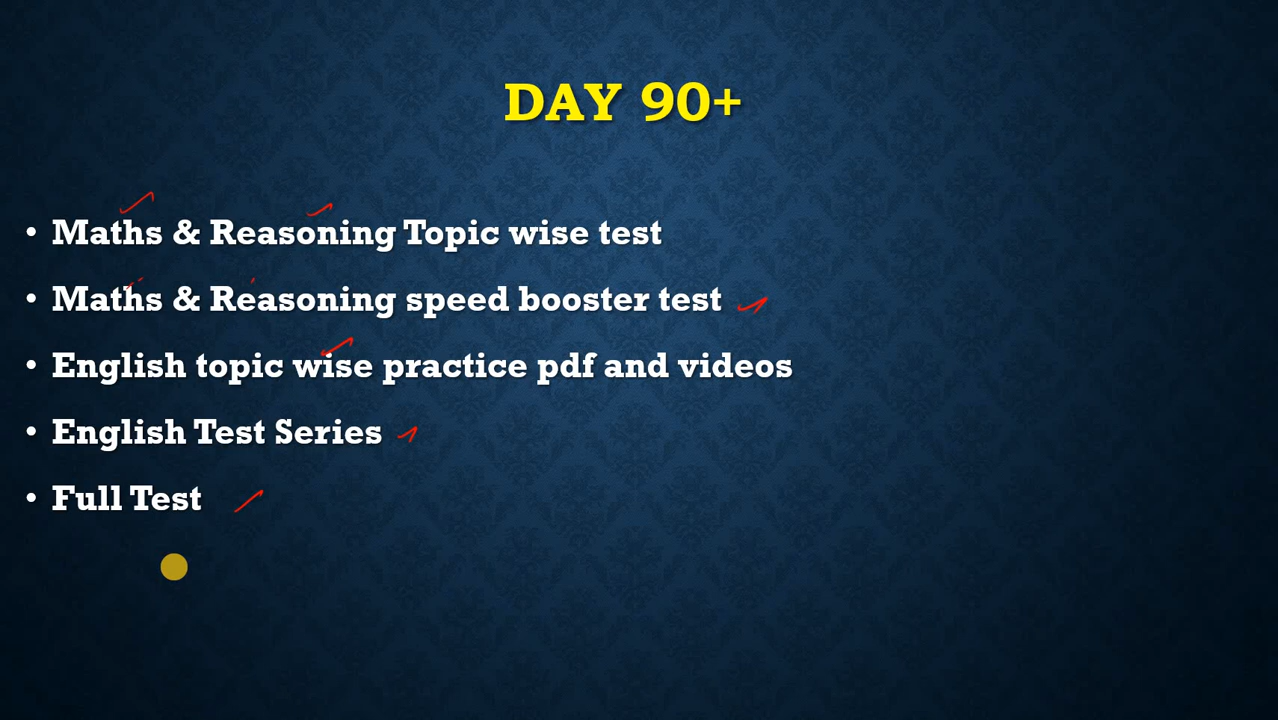 DAY 90+
• Maths & Reasoning Topic wise test
• Maths & Reasoning speed booster test
• English topic wise practice pdf and videos
• English Test Series
• Full Test